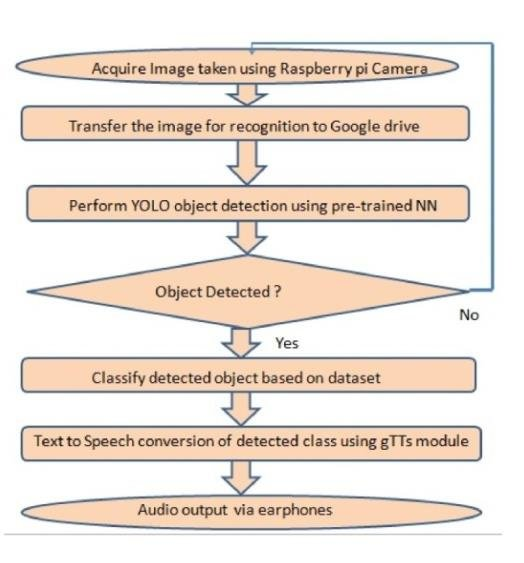 Acquire Image taken using Raspberry pi Camera
Transfer the image for recognition to Google drive
Perform YOLO object detection using pre-trained NN
Object Detected ?
No
Yes
Classify detected object based on dataset
Text to Speech conversion of detected class using gTTs module
Audio output via earphones